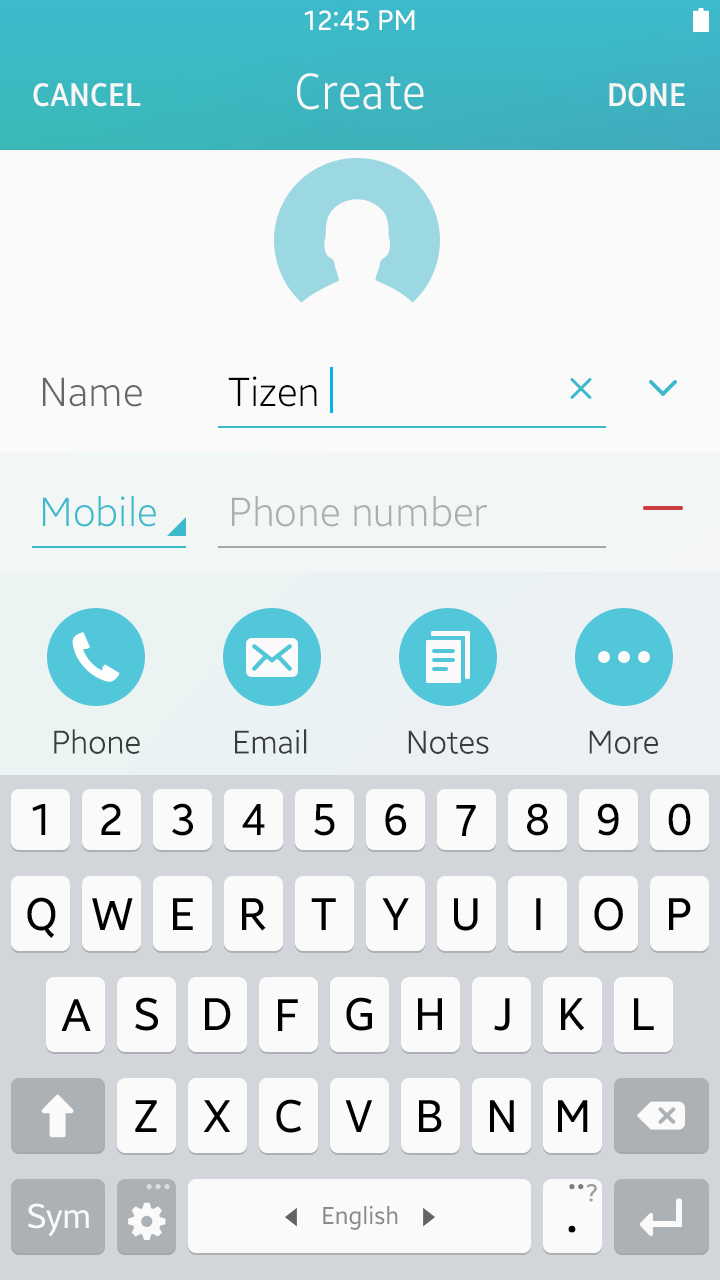 12:45 PM
CANCEL Create DONE
Name Tizen
Mobile Phone number
Phone Email Notes More
1 2 3 4 5 6 7 8 9 0
Q W E R T Y U I O P
A S D F G H J K L
Z X C V B N M
Sym ... English . ..?